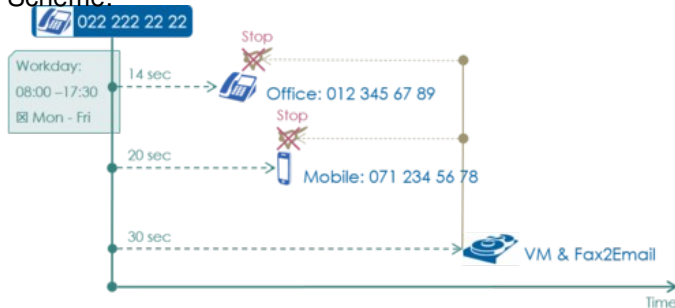 Scheme:
022 222 22 22
Stop
Workday:
08:00 –17:30
☒ Mon - Fri
14 sec
Office: 012 345 67 89
Stop
20 sec
Mobile: 071 234 56 78
30 sec
VM & Fax2Email
Time